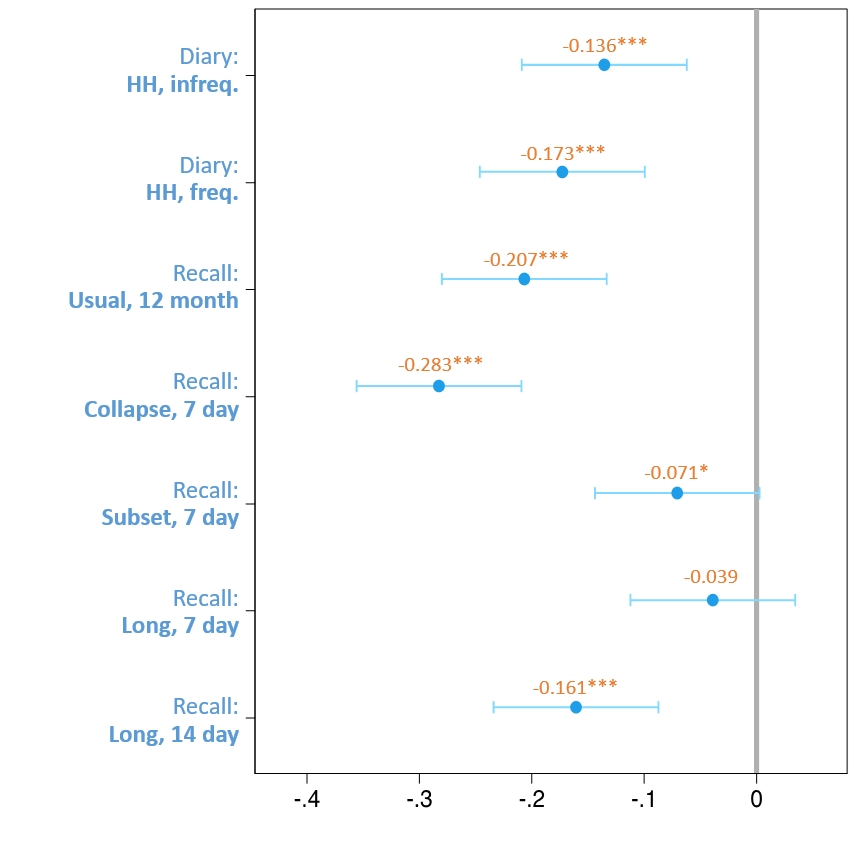 -0.136***
Diary:
HH, infreq.
-0.173***
Diary:
HH, freq.
-0.207***
Recall:
Usual, 12 month
-0.283***
Recall:
Collapse, 7 day
-0.071*
Recall:
Subset, 7 day
-0.039
Recall:
Long, 7 day
-0.161***
Recall:
Long, 14 day
-.4 -.3 -.2 -.1 0